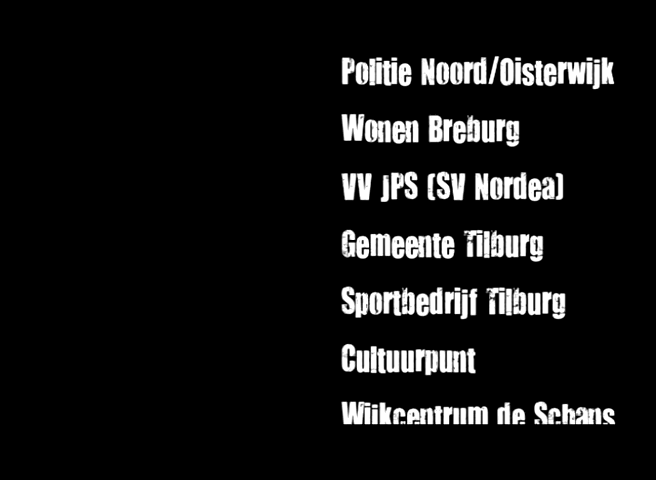 Politie Noord/Oisterwijk
Wonen Breburg
VV jPS (SV Nordea)
Gemeente Tilburg
Sportbedrijf Tilburg
Cultuurpunt
Wijkcentrum de Schans